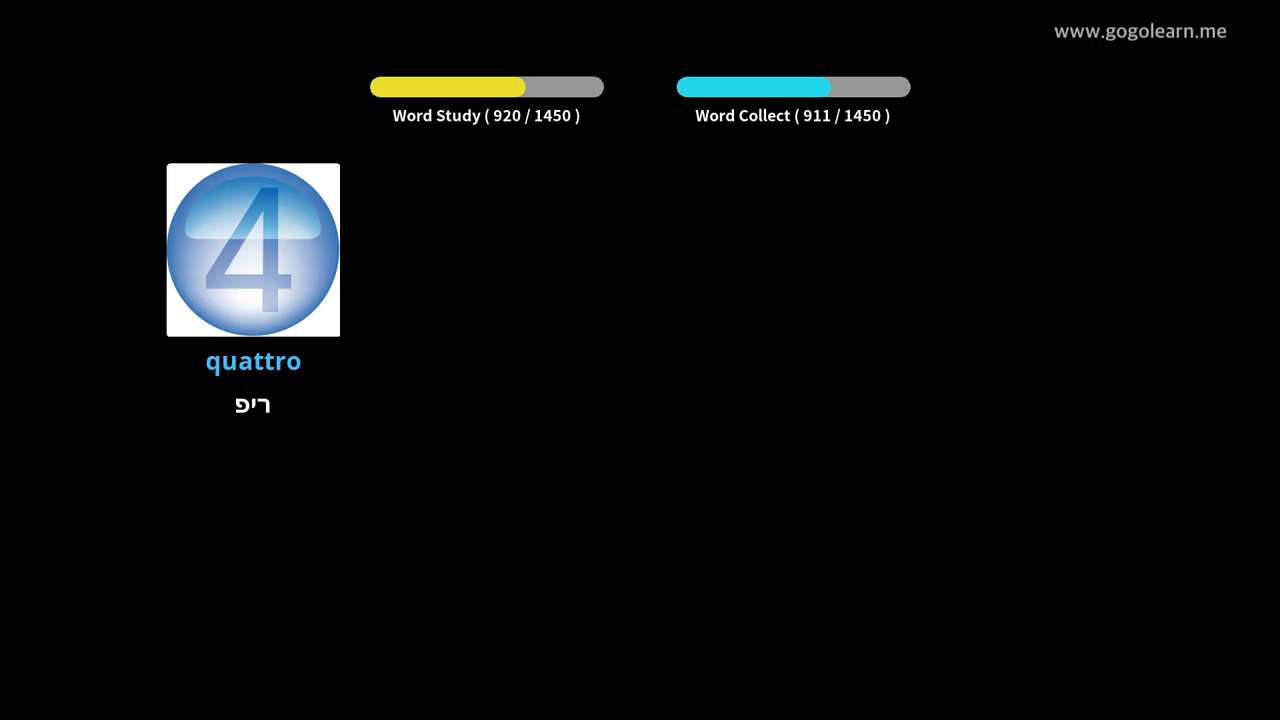 www.gogolearn.me
Word Study ( 920 / 1450 )
Word Collect ( 911 / 1450 )
4
quattro
ריפ